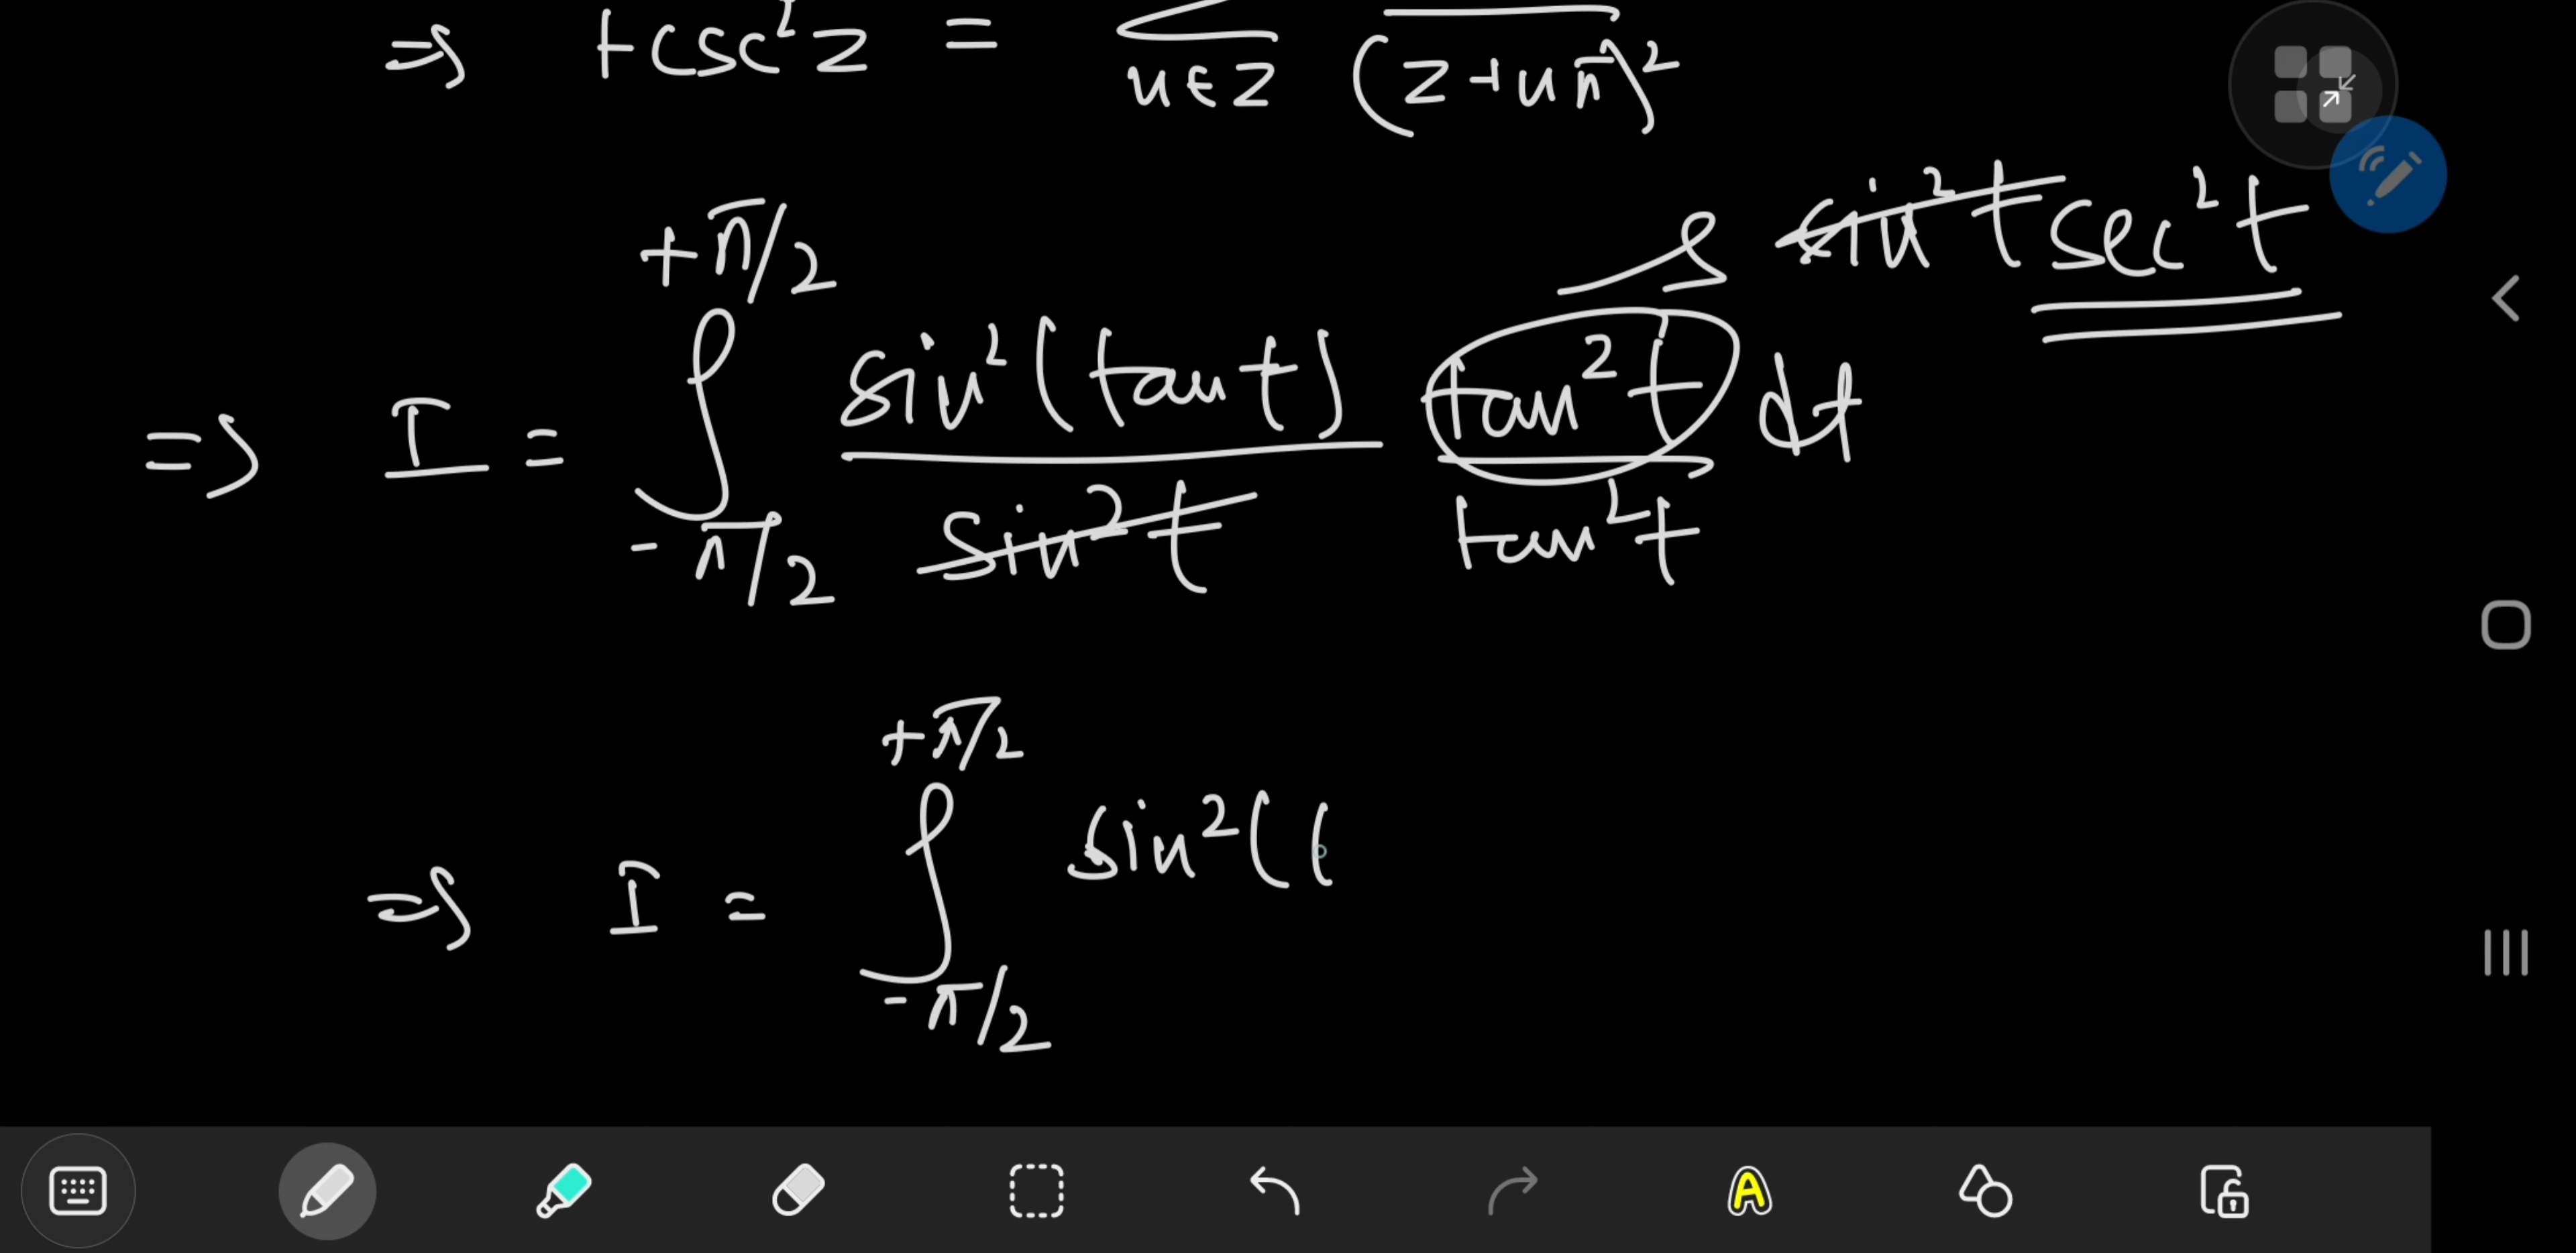 ⇒ +csc²z = Σ_{n∈Z} 1/(z+nπ)²
sin²t sec²t
⇒ I = ∫_{-π/2}^{+π/2} sin²(tan t)/sin²t tan²t/tan²t dt
⇒ I = ∫_{-π/2}^{+π/2} sin²((
A